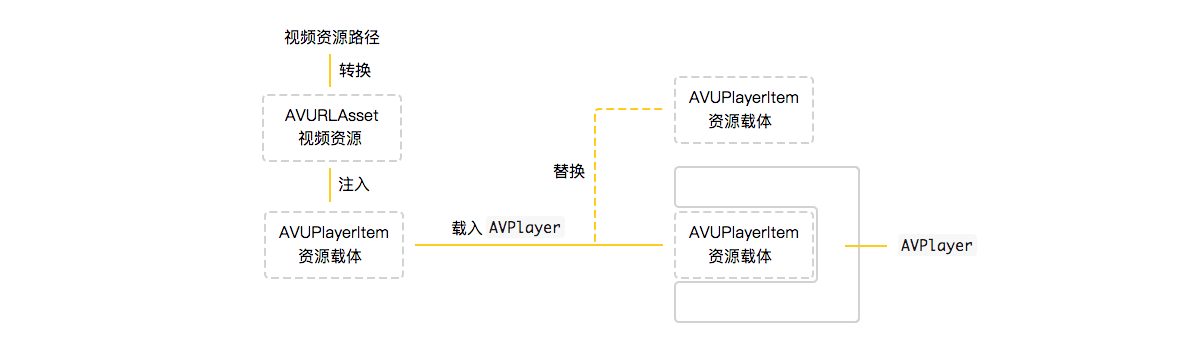 视频资源路径
转换
AVURLAsset
视频资源
注入
AVUPlayerItem
资源载体
载入 AVPlayer
替换
AVUPlayerItem
资源载体
AVUPlayerItem
资源载体
AVPlayer